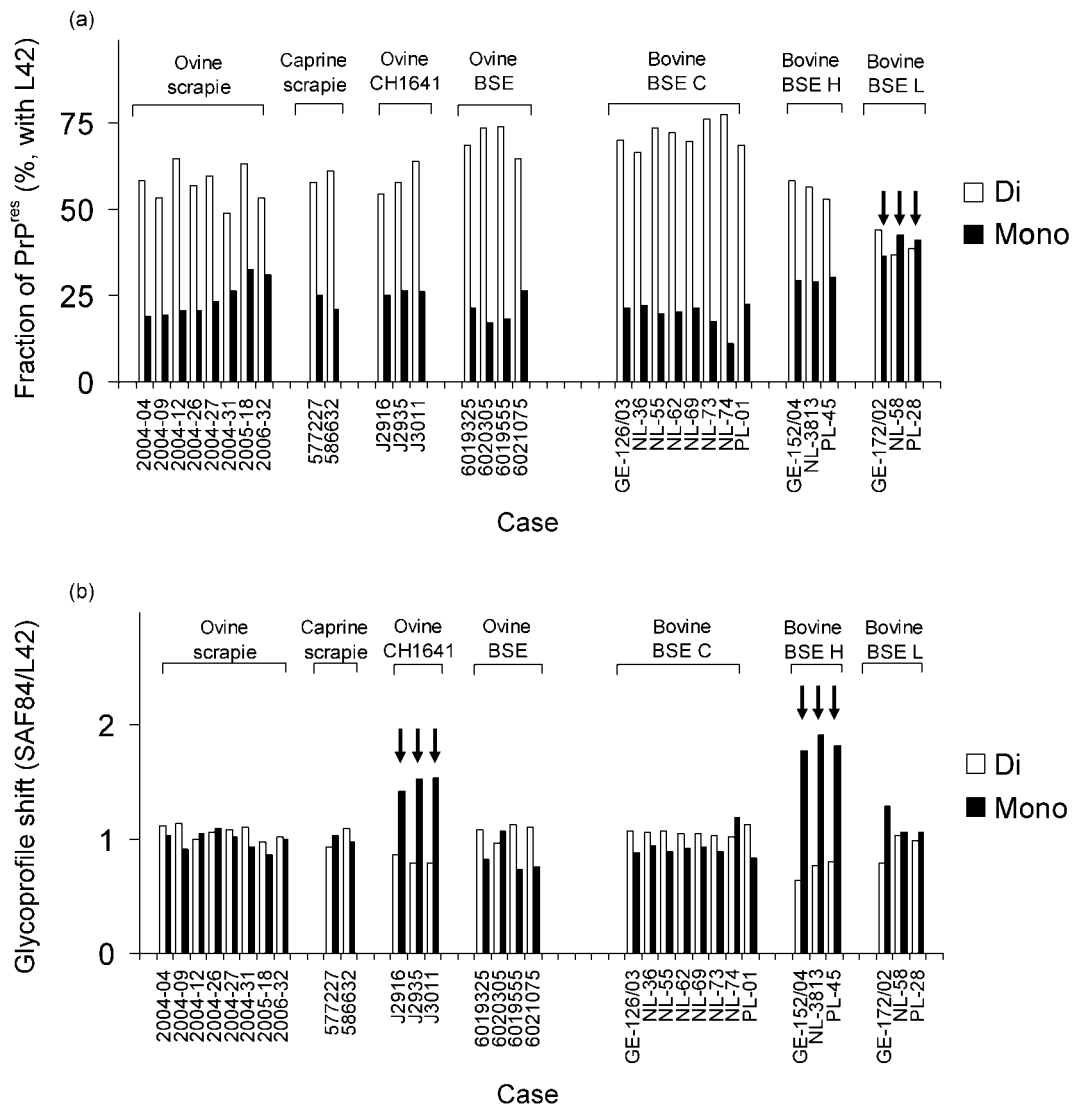 (a)
Ovine scrapie
Caprine scrapie
Ovine CH1641
Ovine BSE
Bovine BSE C
Bovine BSE H
Bovine BSE L
Fraction of PrPres (%, with L42)
75
50
25
0
Di
Mono
2004-04
2004-09
2004-12
2004-26
2004-27
2004-31
2005-18
2006-32
577227
586632
J2916
J2935
J3011
6019325
6020305
6019555
6021075
GE-126/03
NL-36
NL-55
NL-62
NL-69
NL-73
NL-74
PL-01
GE-152/04
NL-3813
PL-45
GE-172/02
NL-58
PL-28
Case
(b)
Ovine scrapie
Caprine scrapie
Ovine CH1641
Ovine BSE
Bovine BSE C
Bovine BSE H
Bovine BSE L
Glycoprofile shift (SAF84/L42)
2
1
0
Di
Mono
2004-04
2004-09
2004-12
2004-26
2004-27
2004-31
2005-18
2006-32
577227
586632
J2916
J2935
J3011
6019325
6020305
6019555
6021075
GE-126/03
NL-36
NL-55
NL-62
NL-69
NL-73
NL-74
PL-01
GE-152/04
NL-3813
PL-45
GE-172/02
NL-58
PL-28
Case